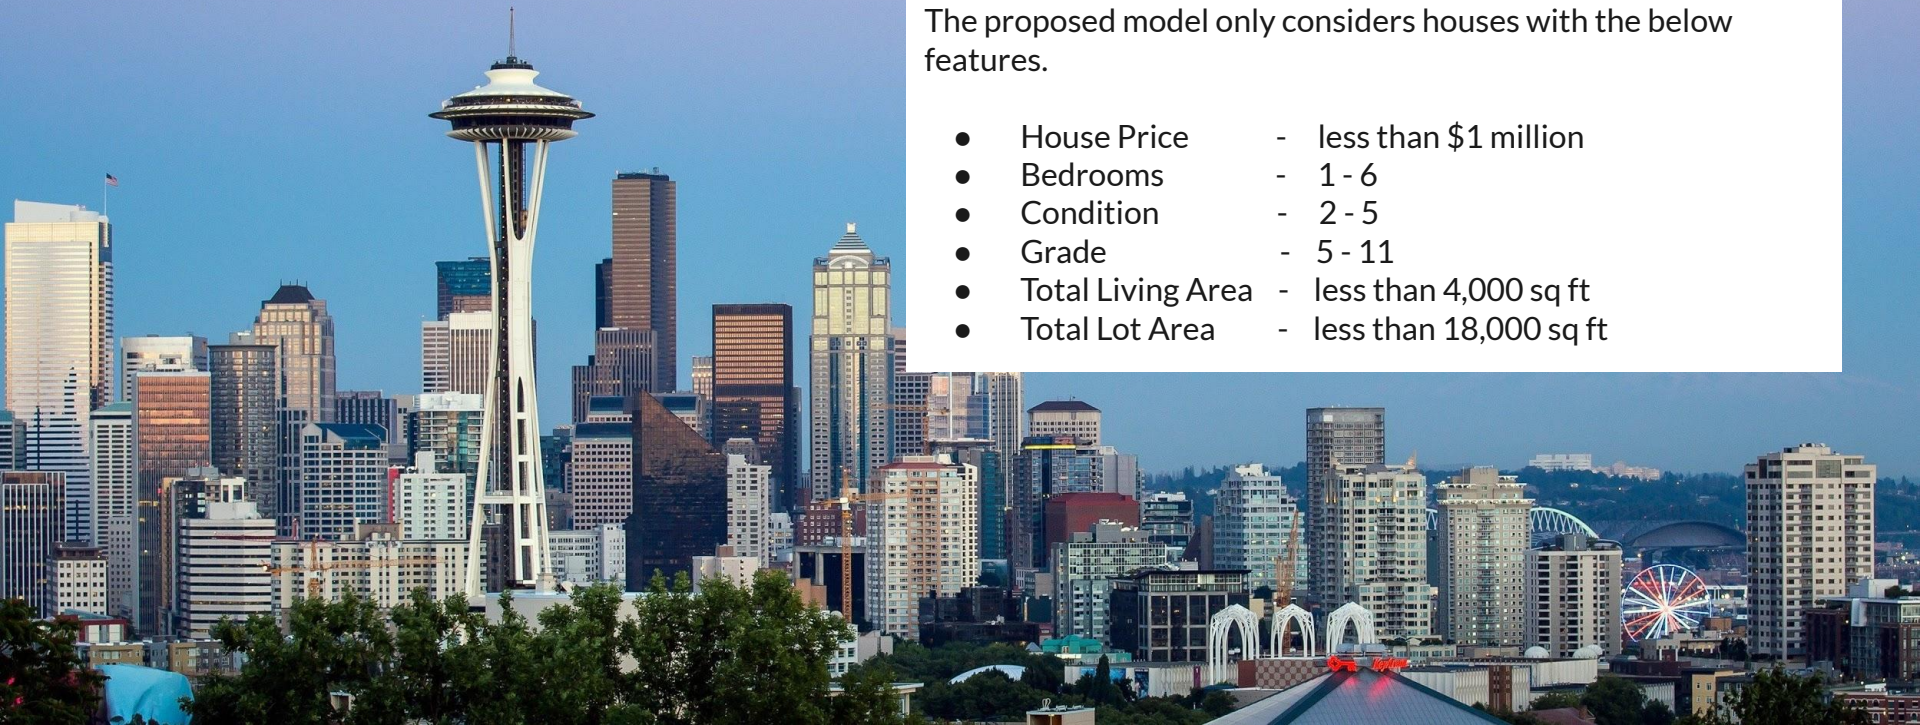 The proposed model only considers houses with the below
features.
● House Price - less than $1 million
● Bedrooms - 1 - 6
● Condition - 2 - 5
● Grade - 5 - 11
● Total Living Area - less than 4,000 sq ft
● Total Lot Area - less than 18,000 sq ft